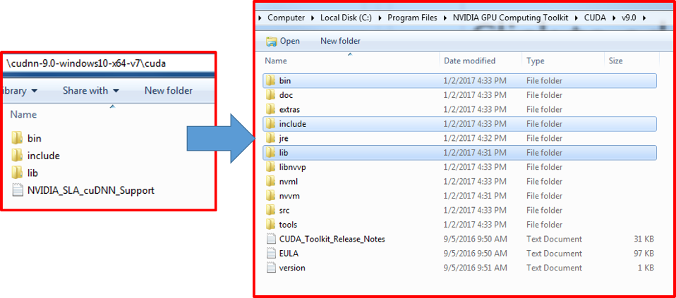 \cudnn-9.0-windows10-x64-v7\cuda
ibrary Share with New folder
Name
bin
include
lib
NVIDIA_SLA_cuDNN_Support
Computer Local Disk (C:) Program Files NVIDIA GPU Computing Toolkit CUDA v9.0
Open New folder
Name Date modified Type Size
bin 1/2/2017 4:33 PM File folder
doc 1/2/2017 4:33 PM File folder
extras 1/2/2017 4:33 PM File folder
include 1/2/2017 4:33 PM File folder
jre 1/2/2017 4:32 PM File folder
lib 1/2/2017 4:31 PM File folder
libnvvp 1/2/2017 4:33 PM File folder
nvml 1/2/2017 4:33 PM File folder
nvvm 1/2/2017 4:31 PM File folder
src 1/2/2017 4:33 PM File folder
tools 1/2/2017 4:33 PM File folder
CUDA_Toolkit_Release_Notes 9/5/2016 9:50 AM Text Document 31 KB
EULA 9/5/2016 9:50 AM Text Document 97 KB
version 9/5/2016 9:51 AM Text Document 1 KB